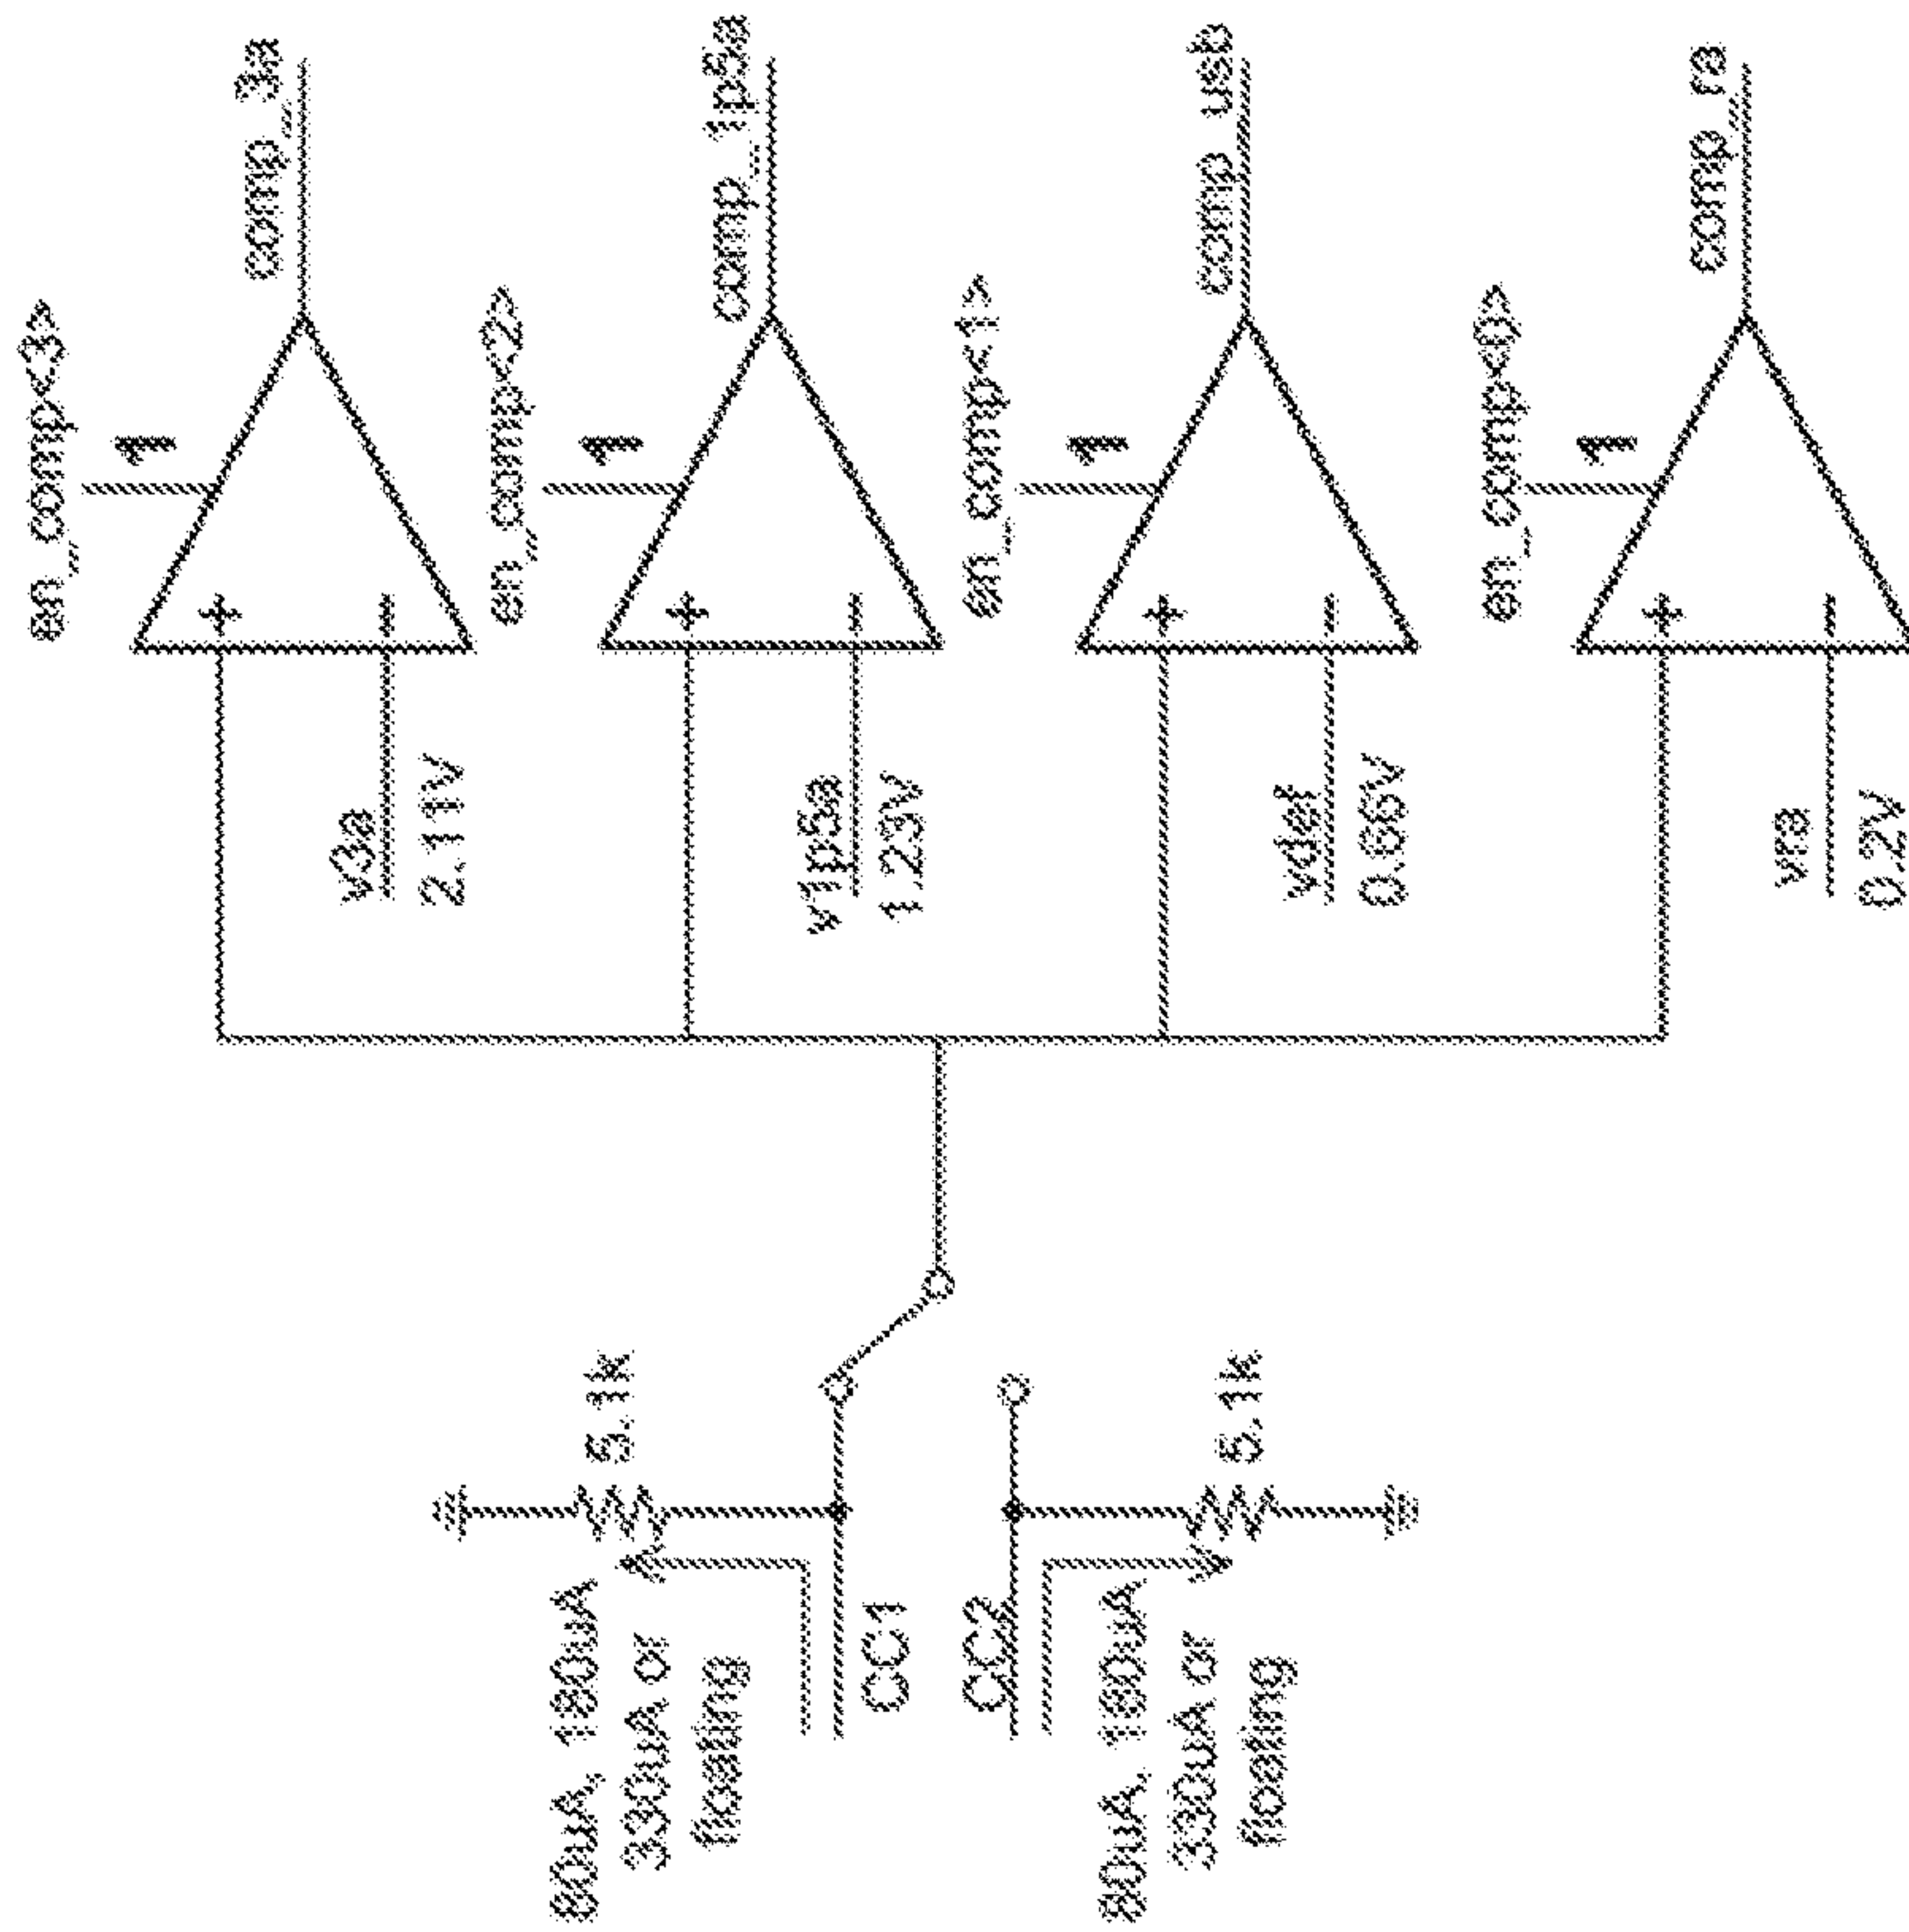 en_comp<3>
1
comp_3a
+
-
v3a
2.11V
en_comp<2>
1
comp_1p5a
+
-
v1p5a
1.23V
en_comp<1>
1
comp_usb
+
-
vdef
0.66V
en_comp<0>
1
comp_ra
+
-
vra
0.2V
80uA, 180uA
330uA or
floating
5.1k
CC1
CC2
80uA, 180uA
330uA or
floating
5.1k